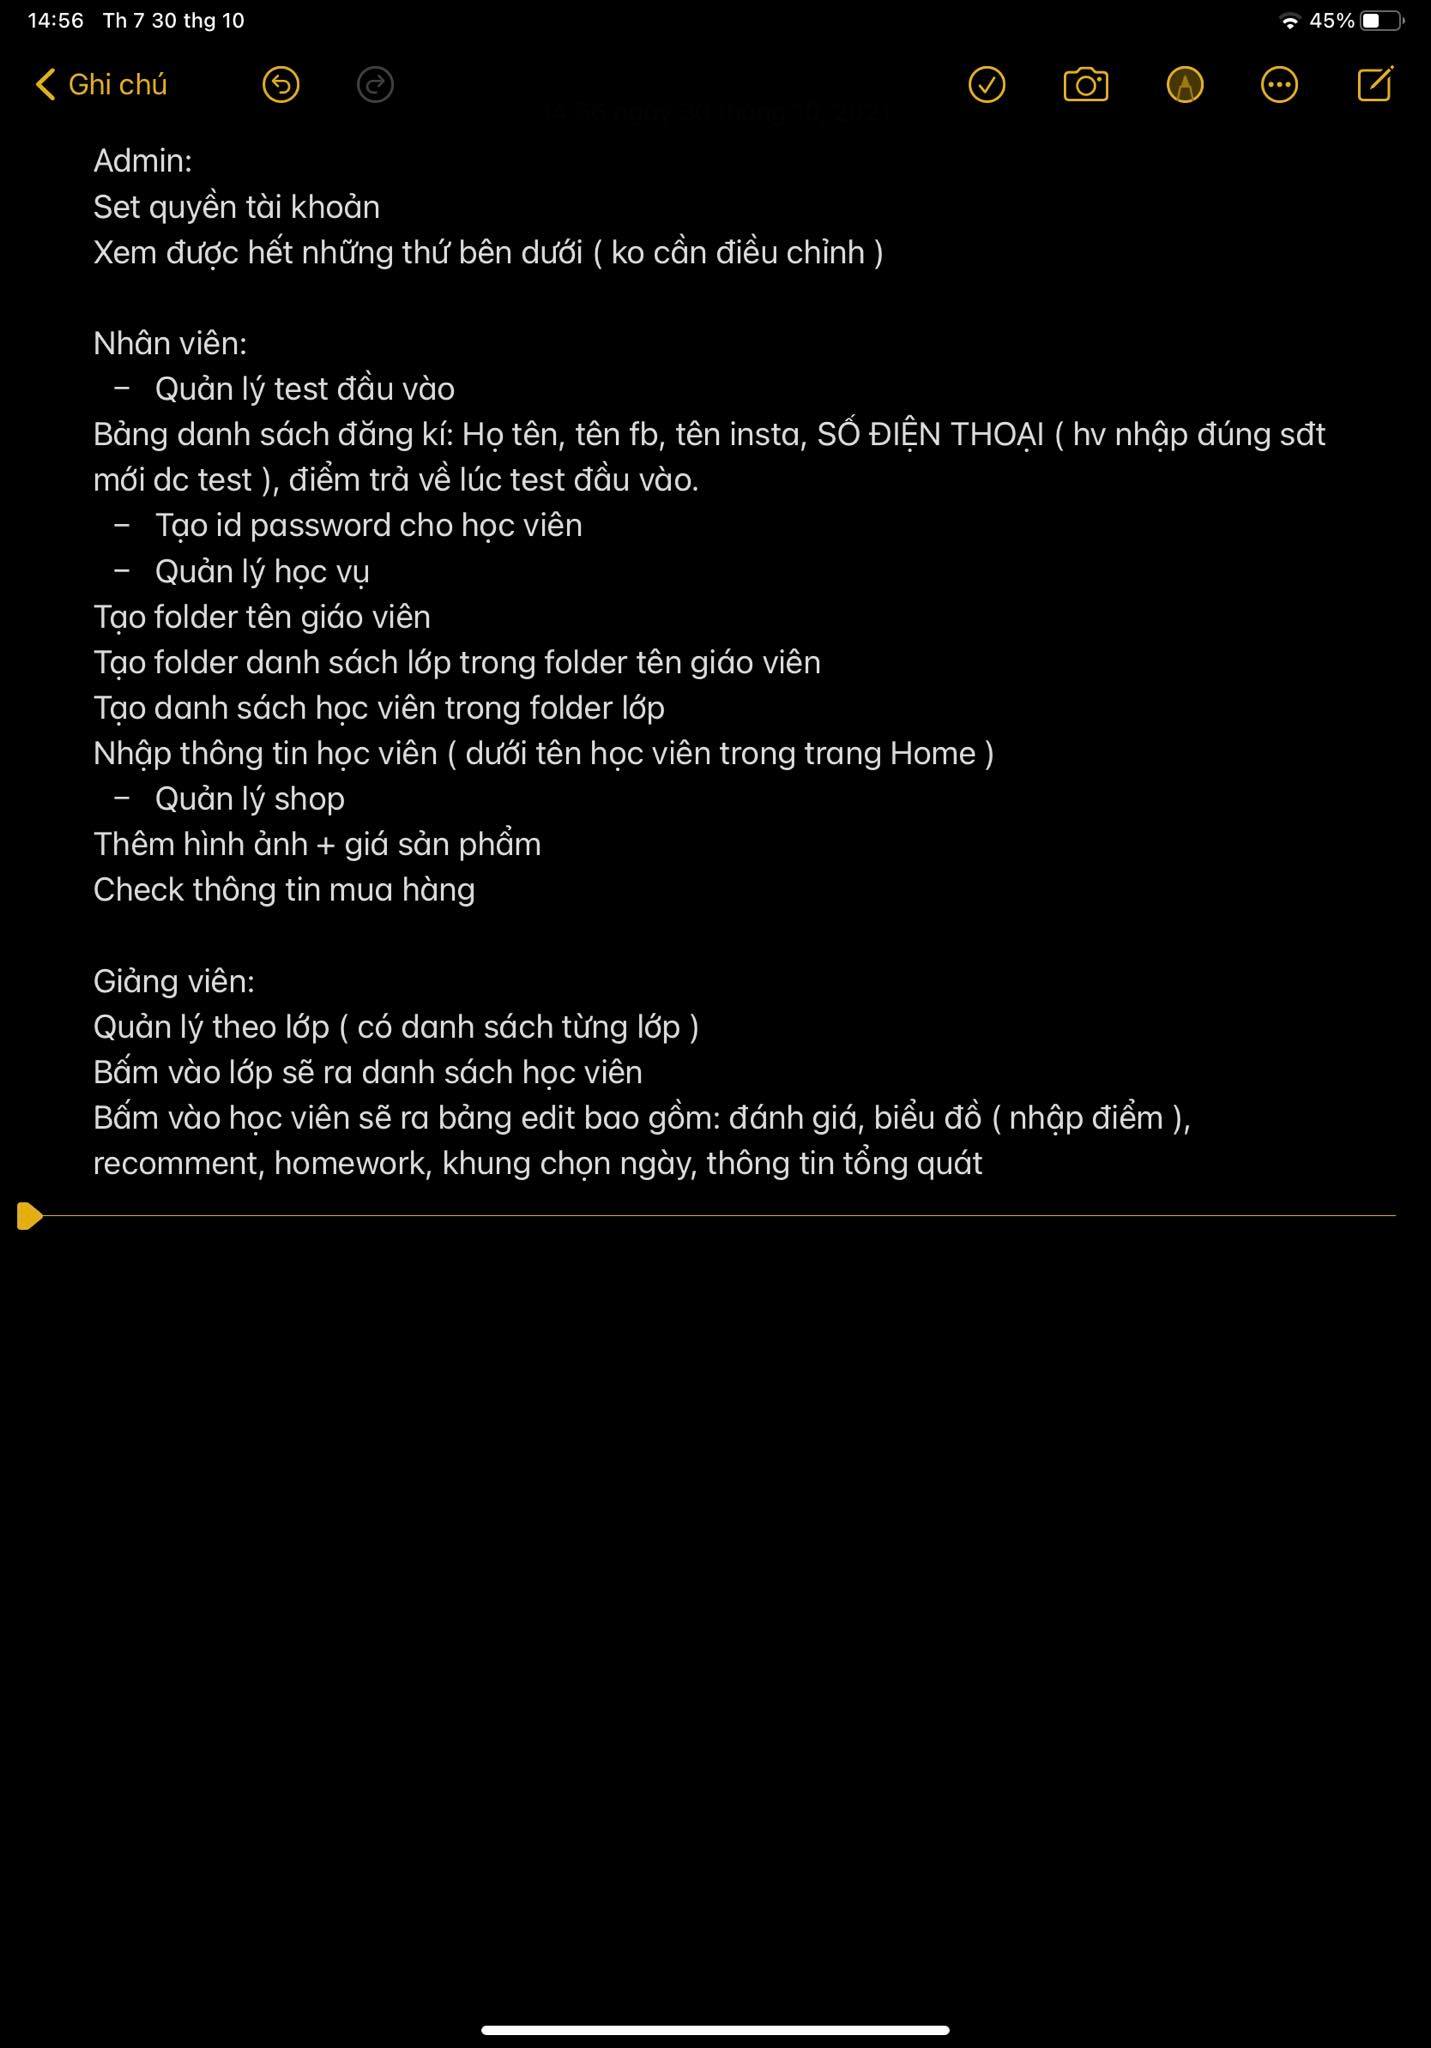 14:56 Th 7 30 thg 10
45%
Ghi chú
14:56 ngày 30 tháng 10, 2021
Admin:
Set quyền tài khoản
Xem được hết những thứ bên dưới ( ko cần điều chỉnh )
Nhân viên:
– Quản lý test đầu vào
Bảng danh sách đăng kí: Họ tên, tên fb, tên insta, SỐ ĐIỆN THOẠI ( hv nhập đúng sđt
mới dc test ), điểm trả về lúc test đầu vào.
– Tạo id password cho học viên
– Quản lý học vụ
Tạo folder tên giáo viên
Tạo folder danh sách lớp trong folder tên giáo viên
Tạo danh sách học viên trong folder lớp
Nhập thông tin học viên ( dưới tên học viên trong trang Home )
– Quản lý shop
Thêm hình ảnh + giá sản phẩm
Check thông tin mua hàng
Giảng viên:
Quản lý theo lớp ( có danh sách từng lớp )
Bấm vào lớp sẽ ra danh sách học viên
Bấm vào học viên sẽ ra bảng edit bao gồm: đánh giá, biểu đồ ( nhập điểm ),
recomment, homework, khung chọn ngày, thông tin tổng quát